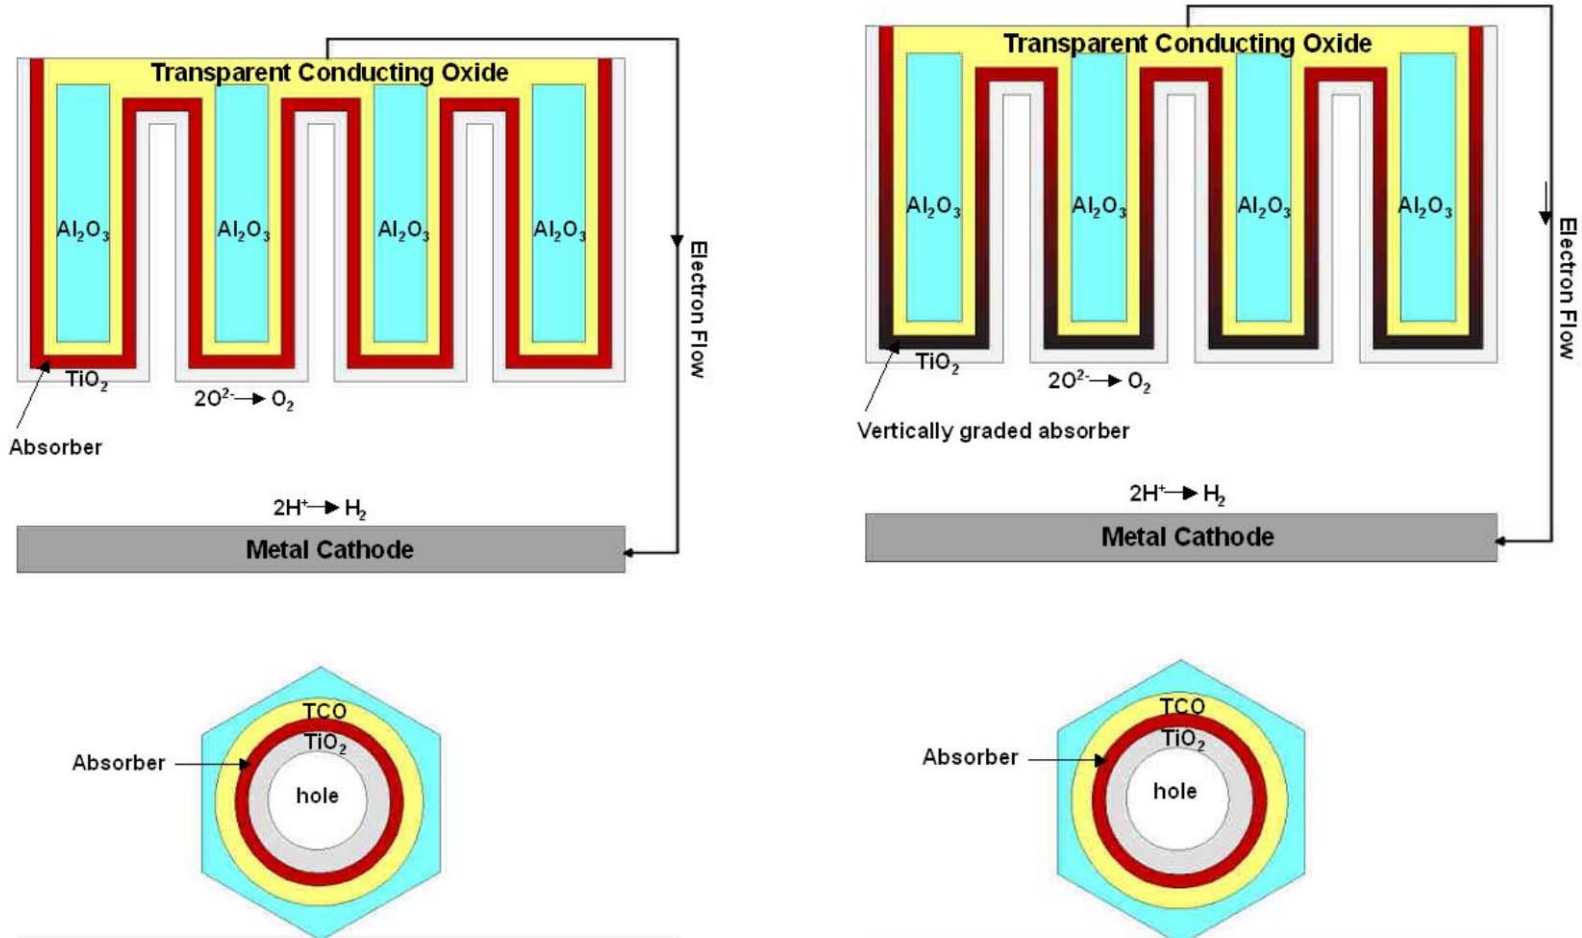 Transparent Conducting Oxide
Al₂O₃ Al₂O₃ Al₂O₃ Al₂O₃
Electron Flow
TiO₂
2O²⁻→ O₂
Absorber
2H⁺→ H₂
Metal Cathode
TCO
TiO₂
Absorber
hole
Transparent Conducting Oxide
Al₂O₃ Al₂O₃ Al₂O₃ Al₂O₃
Electron Flow
TiO₂
2O²⁻→ O₂
Vertically graded absorber
2H⁺→ H₂
Metal Cathode
TCO
TiO₂
Absorber
hole